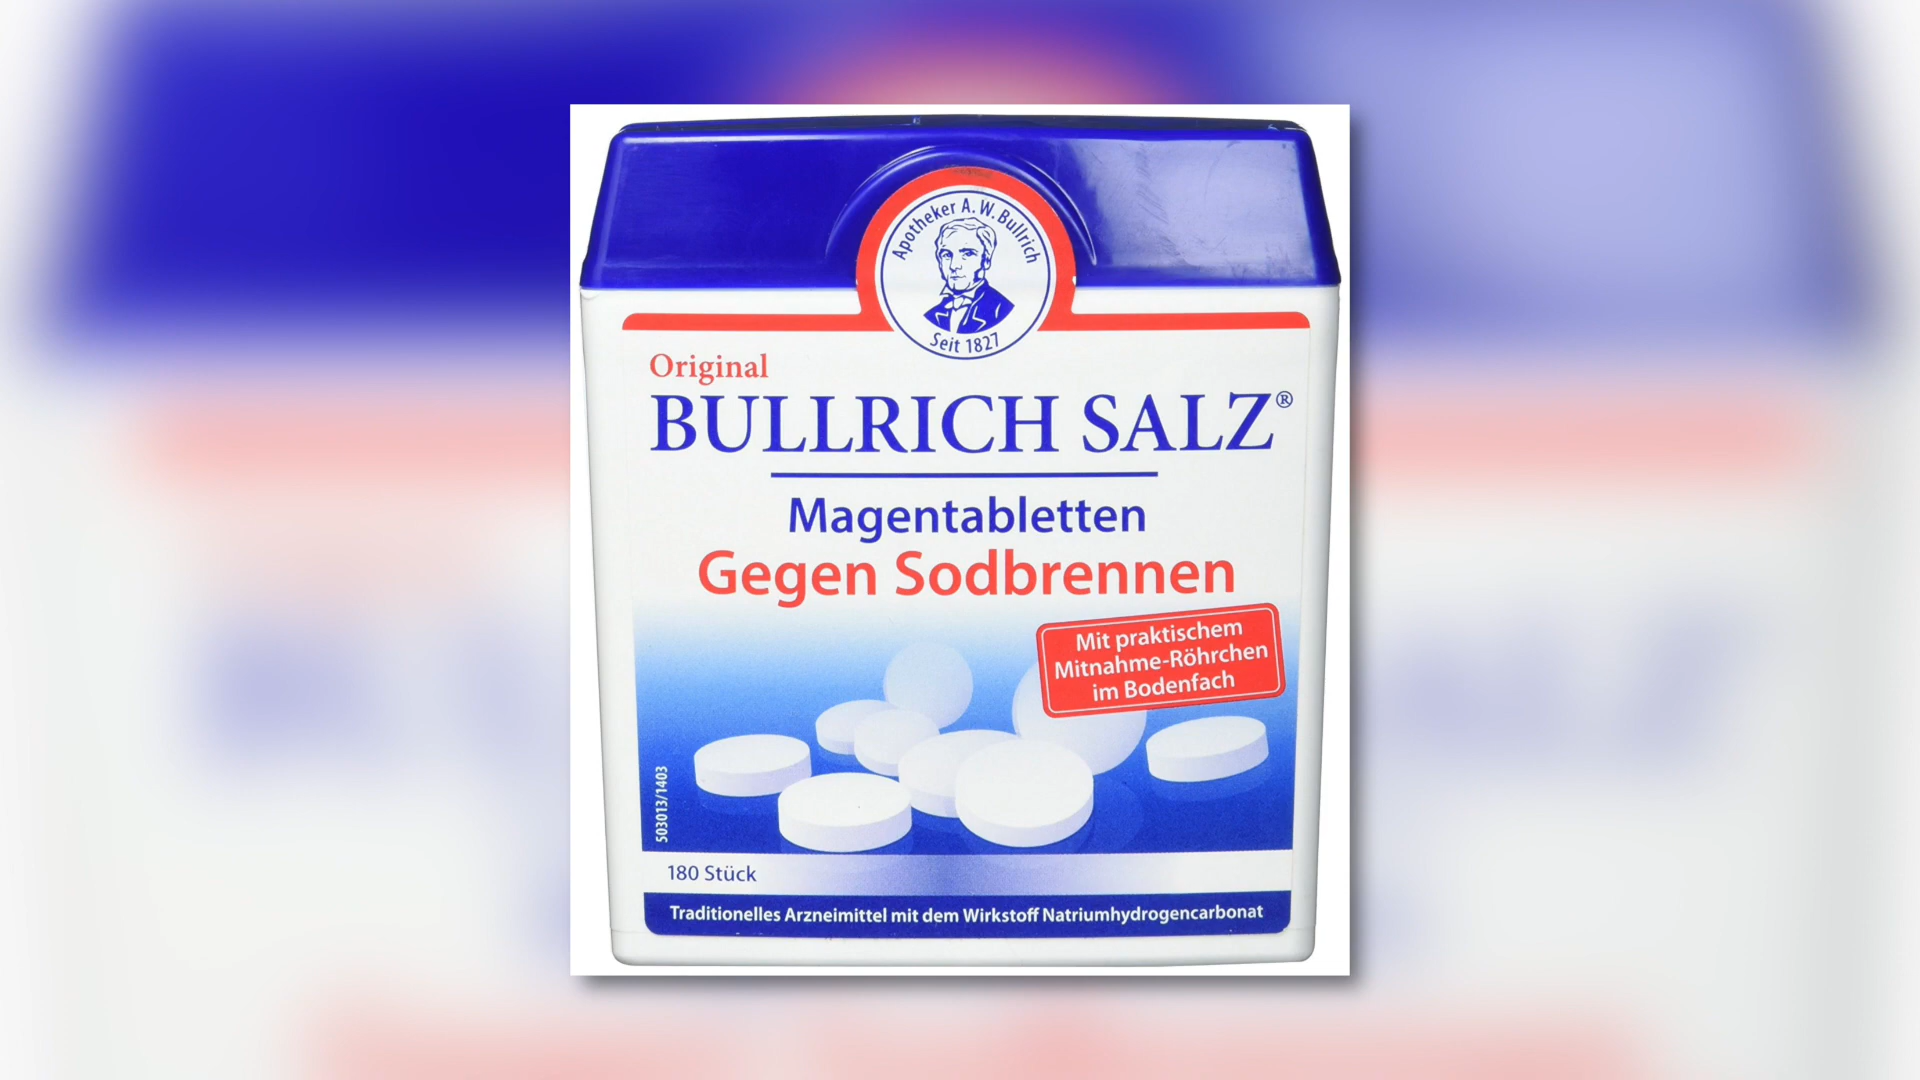 Apotheker A. W. Bullrich
Seit 1827
Original
BULLRICH SALZ®
Magentabletten
Gegen Sodbrennen
Mit praktischem
Mitnahme-Röhrchen
im Bodenfach
503013/1403
180 Stück
Traditionelles Arzneimittel mit dem Wirkstoff Natriumhydrogencarbonat